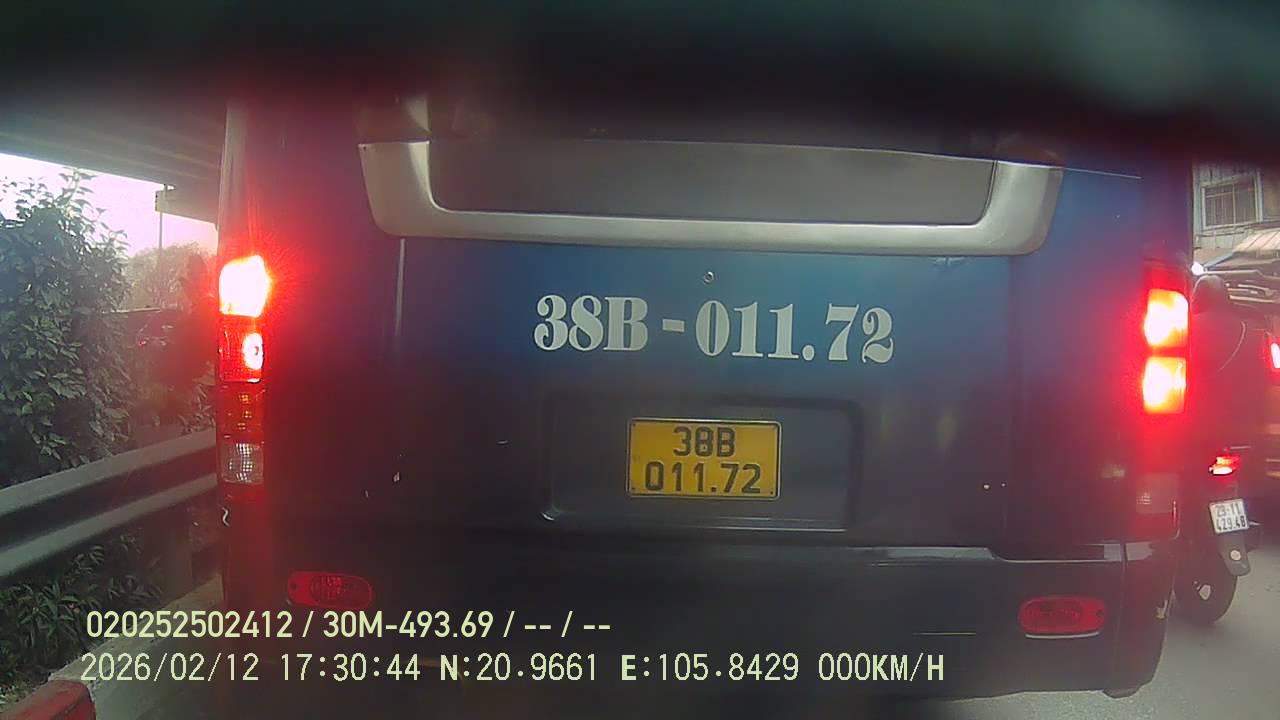 38B-011.72
38B
011.72
29-11
429.48
020252502412 / 30M-493.69 / -- / --
2026/02/12 17:30:44 N:20.9661 E:105.8429 000KM/H